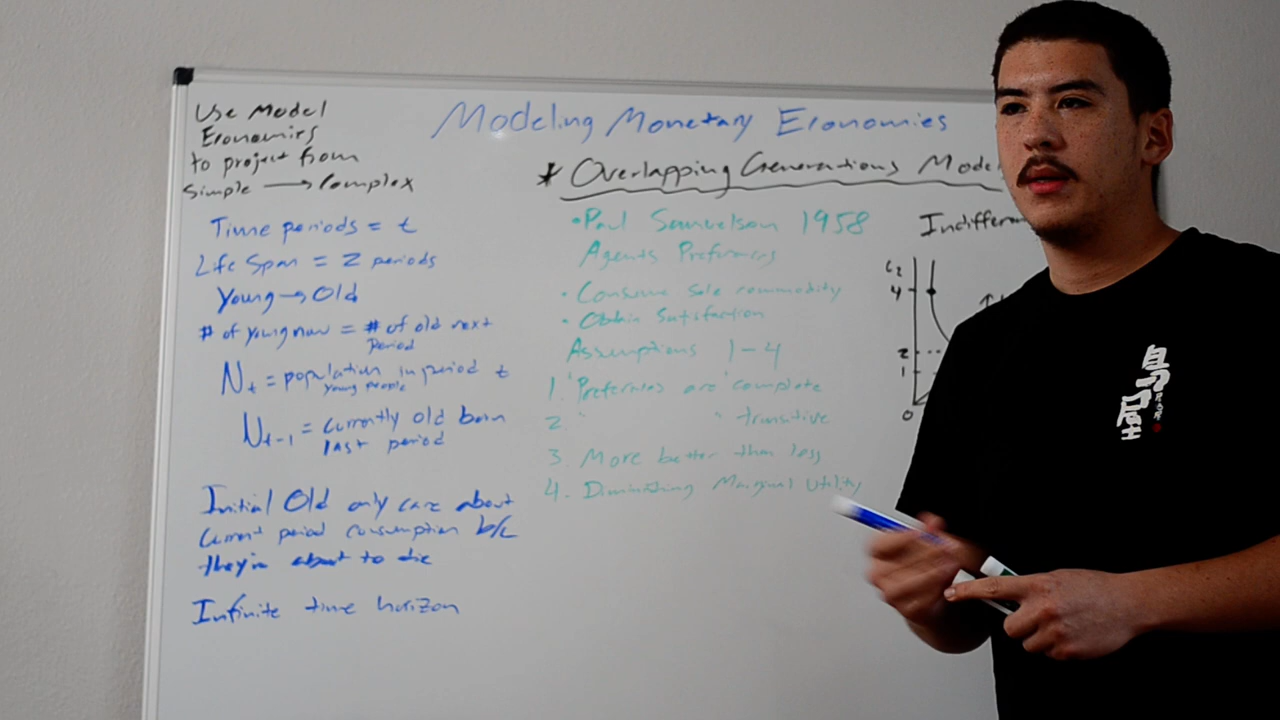 Modeling Monetary Economies
Use Model
Economics
to project from
Simple → Complex
Time periods = t
Life Span = 2 periods
Young → Old
# of young now = # of old next
period
N t = population in period t
young people
N t-1 = currently old born
last period
Initial Old only care about
current period consumption b/c
they're about to die
Infinite time horizon
* Overlapping Generations Model
• Paul Samuelson 1958
Agents Preferences
• Consume sole commodity
• Obtain Satisfaction
Assumptions 1-4
1. Preferences are complete
2. " " transitive
3. More better than less
4. Diminishing Marginal Utility
Indifferen
C2
4
2
1
0